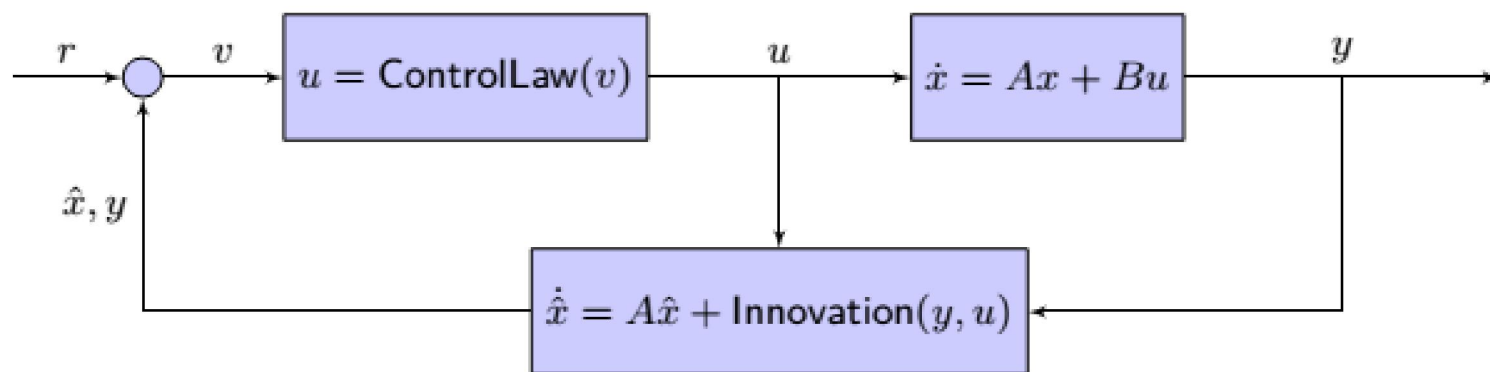 r
v
u = ControlLaw(v)
u
ẋ = Ax + Bu
y
x̂, y
x̂̇ = Ax̂ + Innovation(y, u)